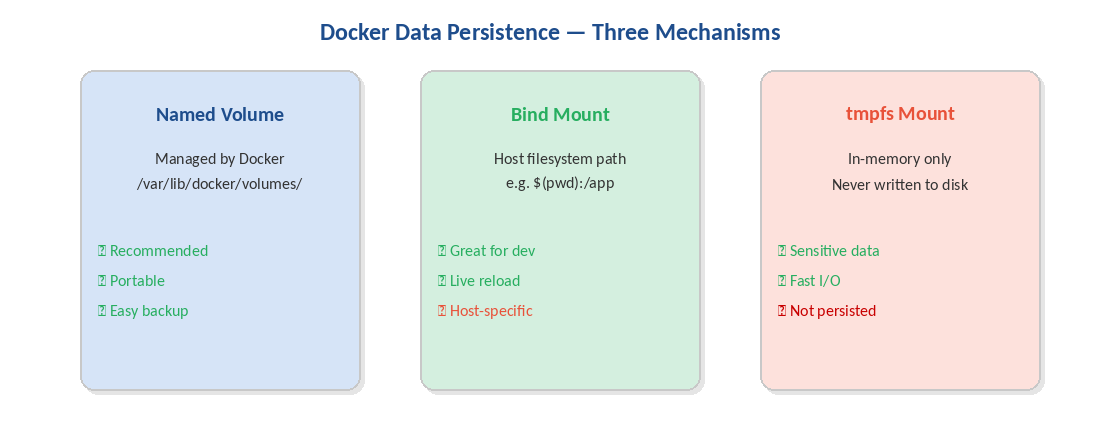 Docker Data Persistence — Three Mechanisms
Named Volume
Managed by Docker
/var/lib/docker/volumes/
Recommended
Portable
Easy backup
Bind Mount
Host filesystem path
e.g. $(pwd):/app
Great for dev
Live reload
Host-specific
tmpfs Mount
In-memory only
Never written to disk
Sensitive data
Fast I/O
Not persisted